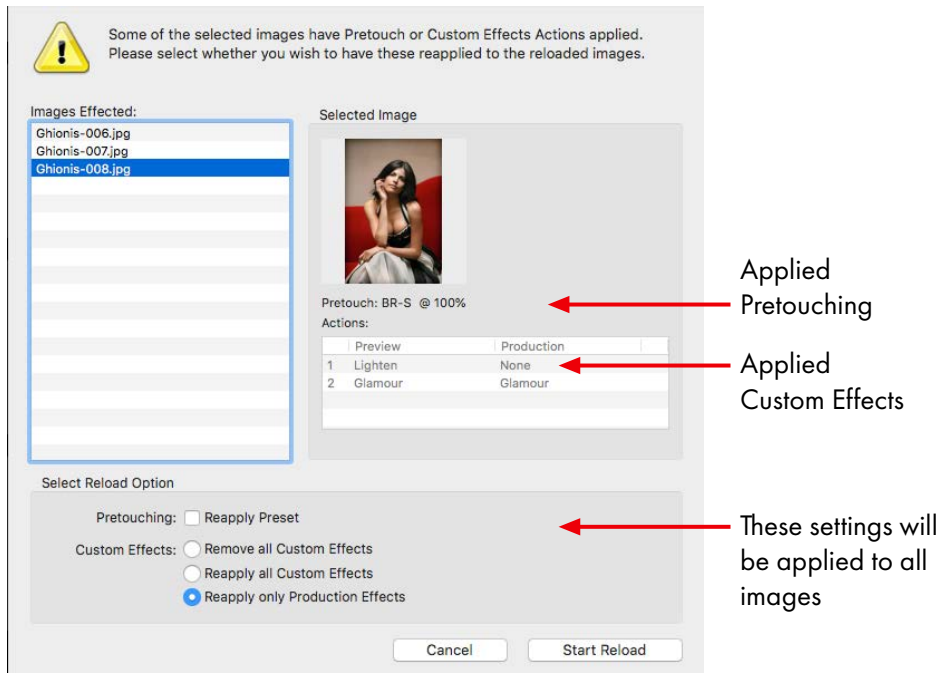 Some of the selected images have Pretouch or Custom Effects Actions applied.
Please select whether you wish to have these reapplied to the reloaded images.
Images Effected:
Ghionis-006.jpg
Ghionis-007.jpg
Ghionis-008.jpg
Selected Image
Pretouch: BR-S @ 100%
Actions:
Preview Production
1 Lighten None
2 Glamour Glamour
Applied
Pretouching
Applied
Custom Effects
Select Reload Option
Pretouching: Reapply Preset
Custom Effects: Remove all Custom Effects
Reapply all Custom Effects
Reapply only Production Effects
These settings will
be applied to all
images
Cancel Start Reload